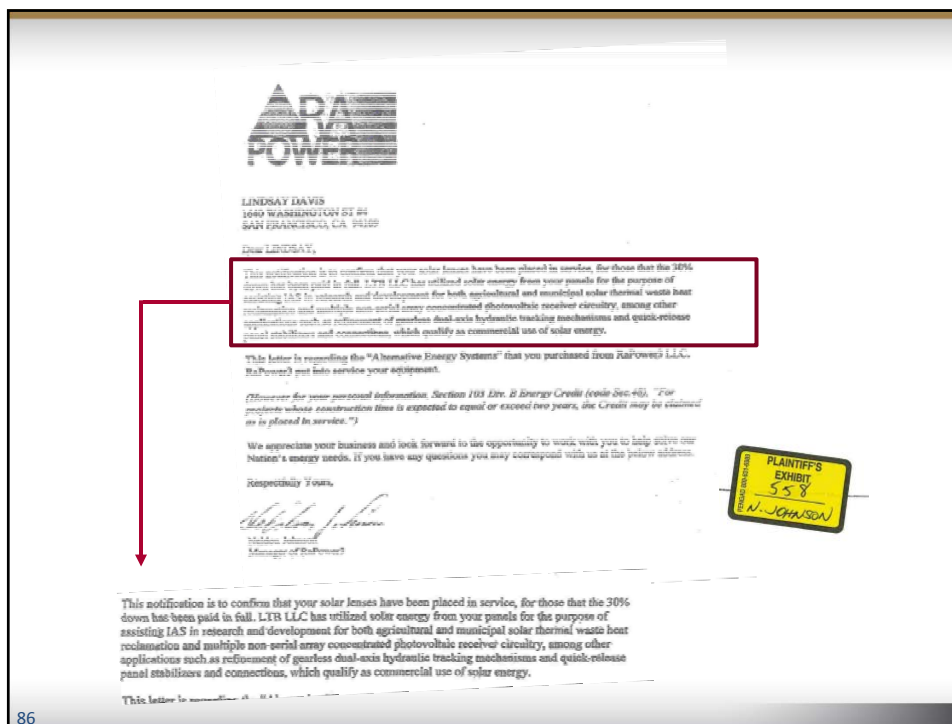 RA
POWER
LINDSAY DAVIS
1640 WASHINGTON ST #4
SAN FRANCISCO, CA 94109
Dear LINDSAY,
This notification is to confirm that your solar lenses have been placed in service, for those that the 30%
down has been paid in full. LTB LLC has utilized solar energy from your panels for the purpose of
assisting IAS in research and development for both agricultural and municipal solar thermal waste heat
reclamation and multiple non-serial array concentrated photovoltaic receiver circuitry, among other
applications such as refinement of gearless dual-axis hydraulic tracking mechanisms and quick-release
panel stabilizers and connections, which qualify as commercial use of solar energy.
This letter is regarding the "Alternative Energy Systems" that you purchased from RaPower3 LLC.
RaPower3 put into service your equipment.
(However for your personal information, Section 103 Div. B Energy Credit (code Sec.48), "For
projects whose construction time is expected to equal or exceed two years, the Credit may be claimed
as is placed in service.")
We appreciate your business and look forward to the opportunity to work with you to help solve our
Nation's energy needs. If you have any questions you may correspond with us at the below address.
Respectfully Yours,
Neldon Johnson
Manager of RaPower3
PLAINTIFF'S
EXHIBIT
558
N. JOHNSON
This notification is to confirm that your solar lenses have been placed in service, for those that the 30%
down has been paid in full. LTB LLC has utilized solar energy from your panels for the purpose of
assisting IAS in research and development for both agricultural and municipal solar thermal waste heat
reclamation and multiple non-serial array concentrated photovoltaic receiver circuitry, among other
applications such as refinement of gearless dual-axis hydraulic tracking mechanisms and quick-release
panel stabilizers and connections, which qualify as commercial use of solar energy.
This letter is regarding the
86